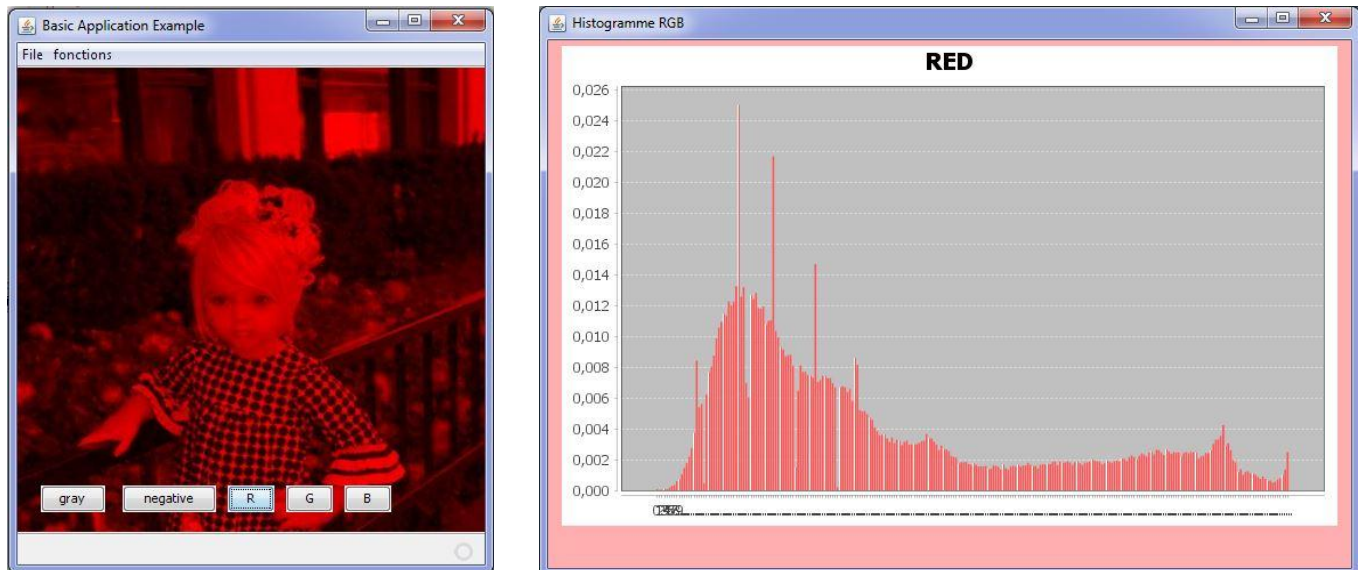 Basic Application Example
File fonctions
gray negative R G B
Histogramme RGB
RED
0,026
0,024
0,022
0,020
0,018
0,016
0,014
0,012
0,010
0,008
0,006
0,004
0,002
0,000